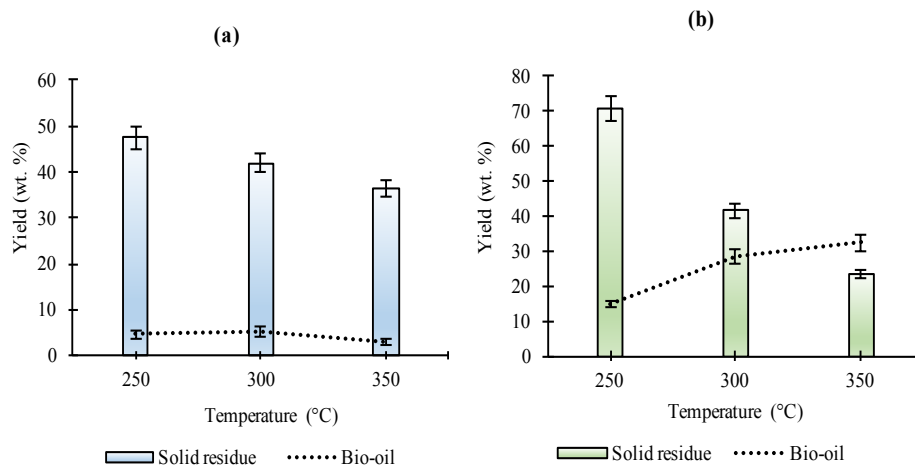 (a)
60
50
40
30
20
10
0
Yield (wt. %)
250 300 350
Temperature (°C)
Solid residue Bio-oil
(b)
80
70
60
50
40
30
20
10
0
Yield (wt. %)
250 300 350
Temperature (°C)
Solid residue Bio-oil